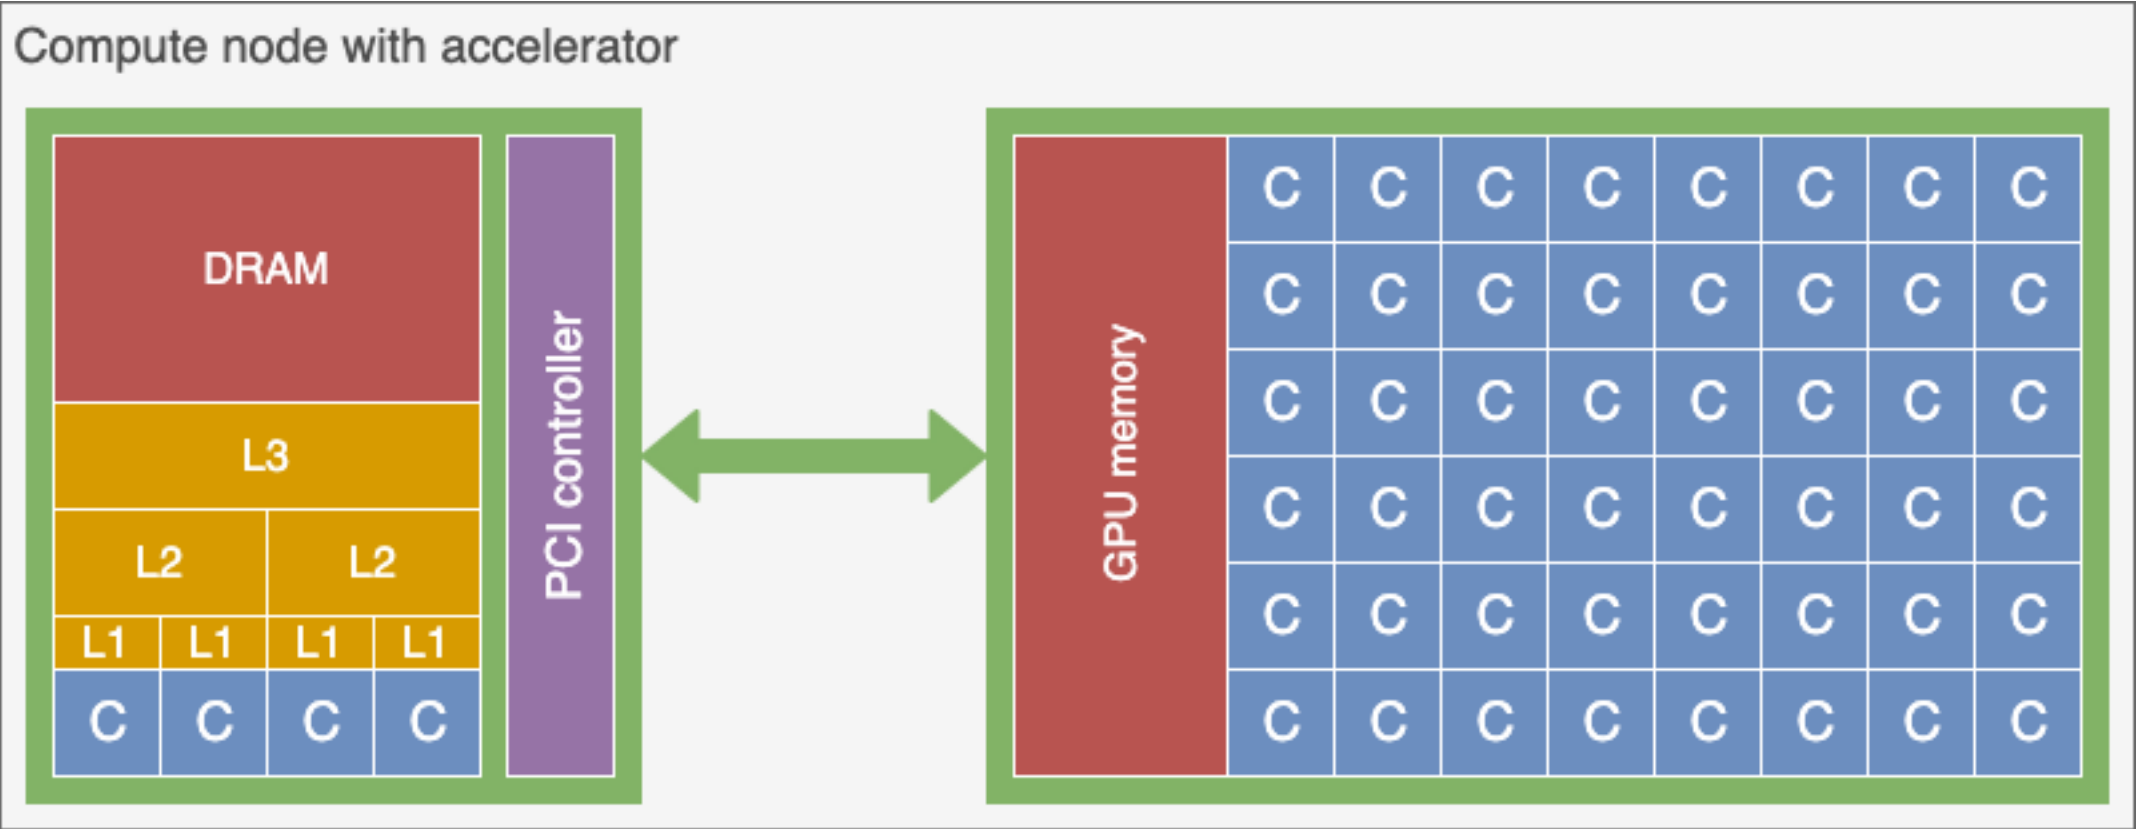 Compute node with accelerator
DRAM
L3
L2 L2
L1 L1 L1 L1
C C C C
PCI controller
GPU memory
C C C C C C C C
C C C C C C C C
C C C C C C C C
C C C C C C C C
C C C C C C C C
C C C C C C C C